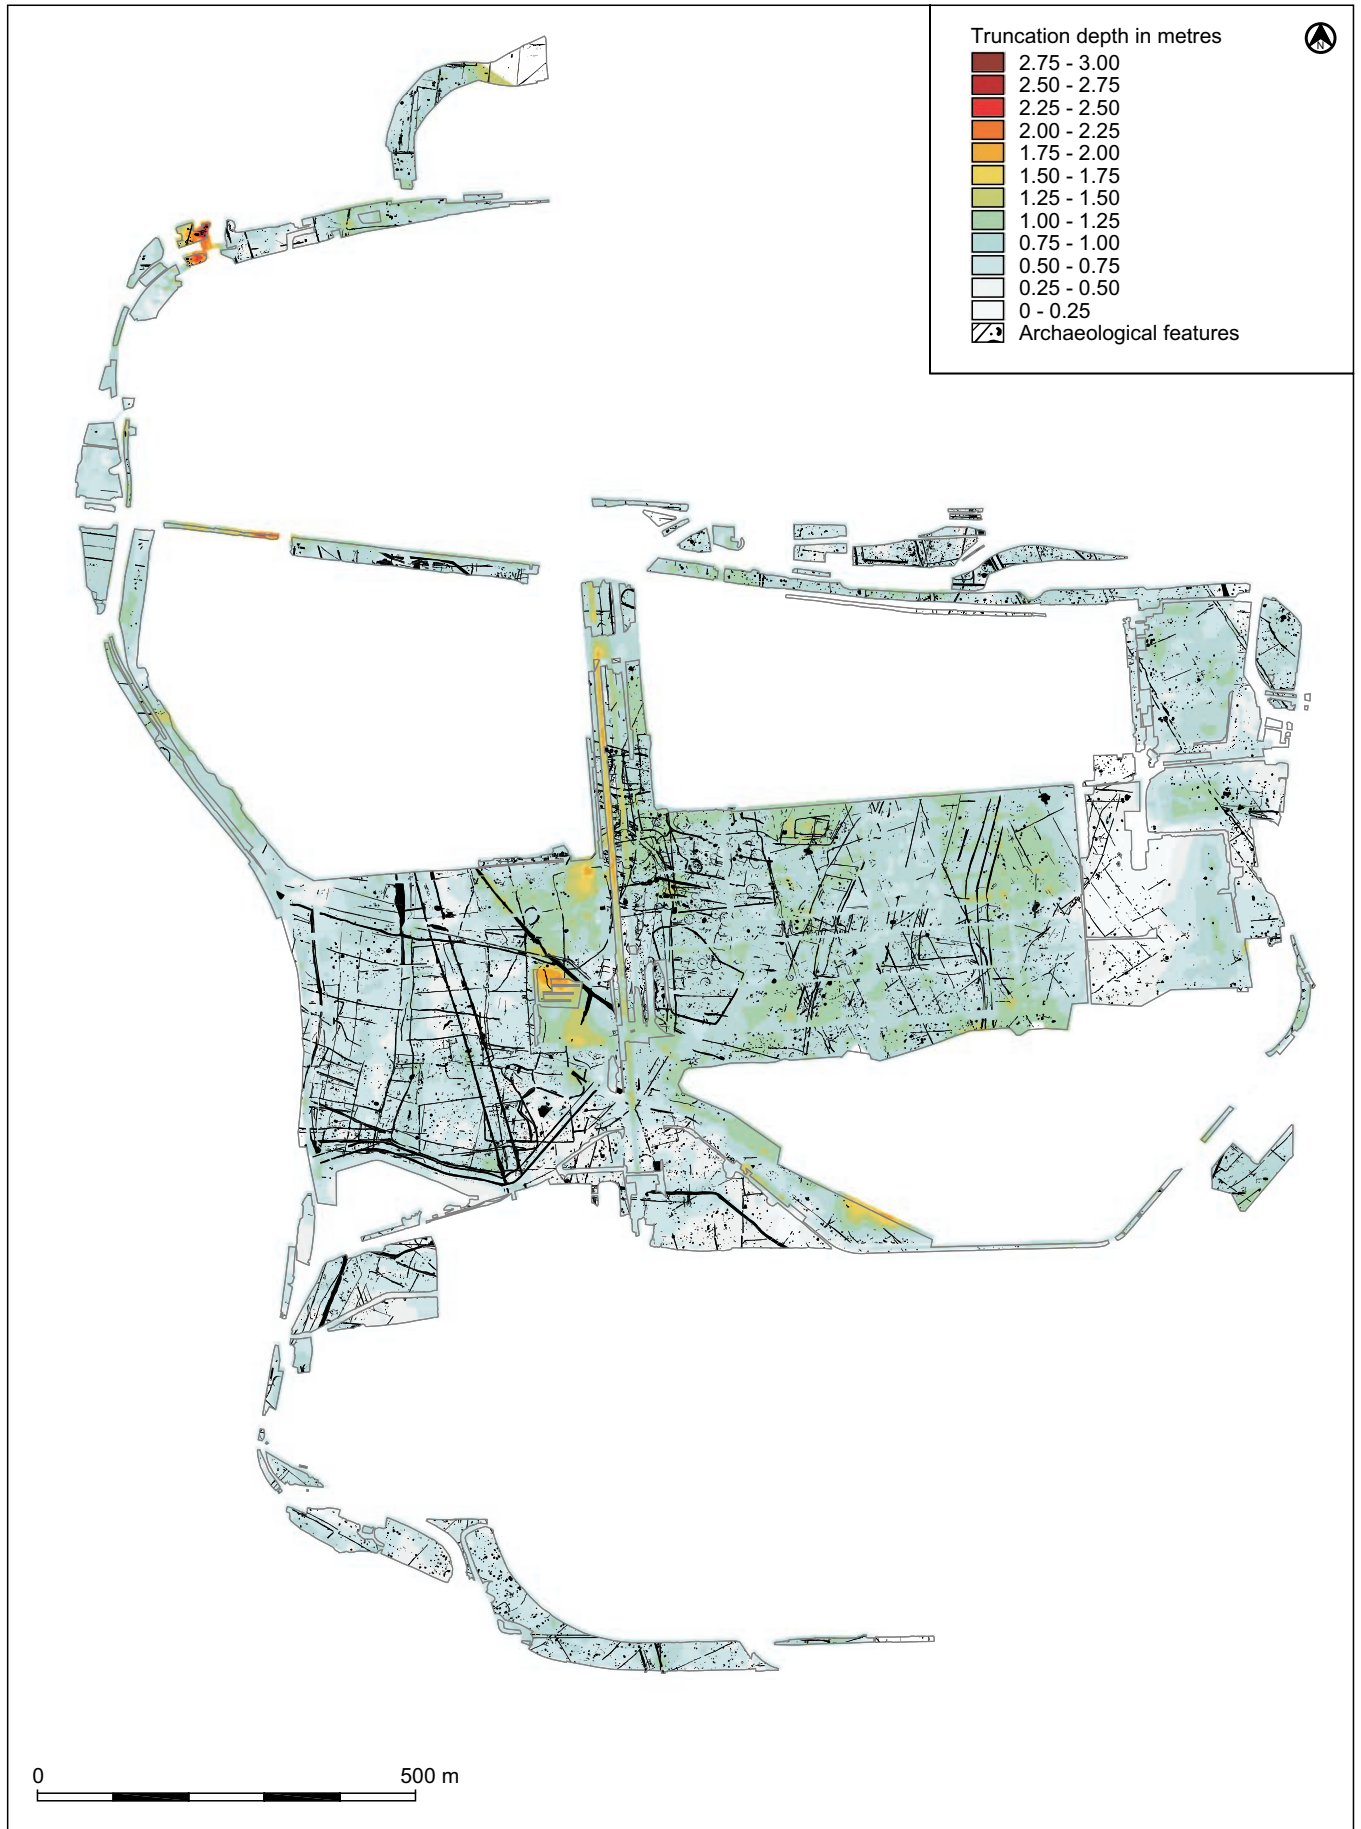 Truncation depth in metres
2.75 - 3.00
2.50 - 2.75
2.25 - 2.50
2.00 - 2.25
1.75 - 2.00
1.50 - 1.75
1.25 - 1.50
1.00 - 1.25
0.75 - 1.00
0.50 - 0.75
0.25 - 0.50
0 - 0.25
Archaeological features
N
0 500 m